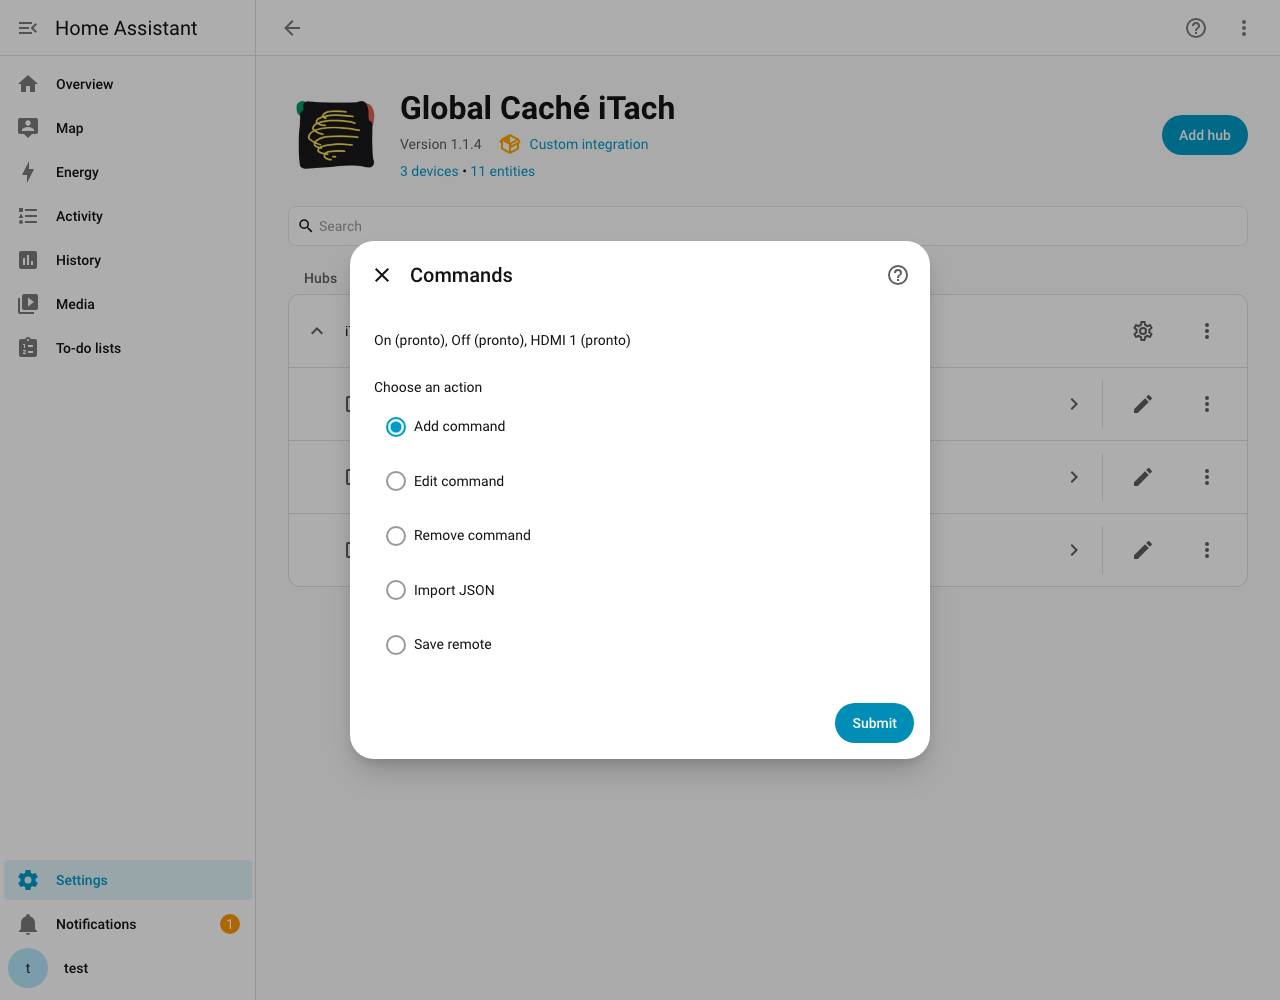 Home Assistant
Overview
Map
Energy
Activity
History
Media
To-do lists
Settings
Notifications 1
t test
Global Caché iTach
Version 1.1.4 Custom integration
3 devices • 11 entities
Add hub
Search
Hubs
Commands
On (pronto), Off (pronto), HDMI 1 (pronto)
Choose an action
Add command
Edit command
Remove command
Import JSON
Save remote
Submit